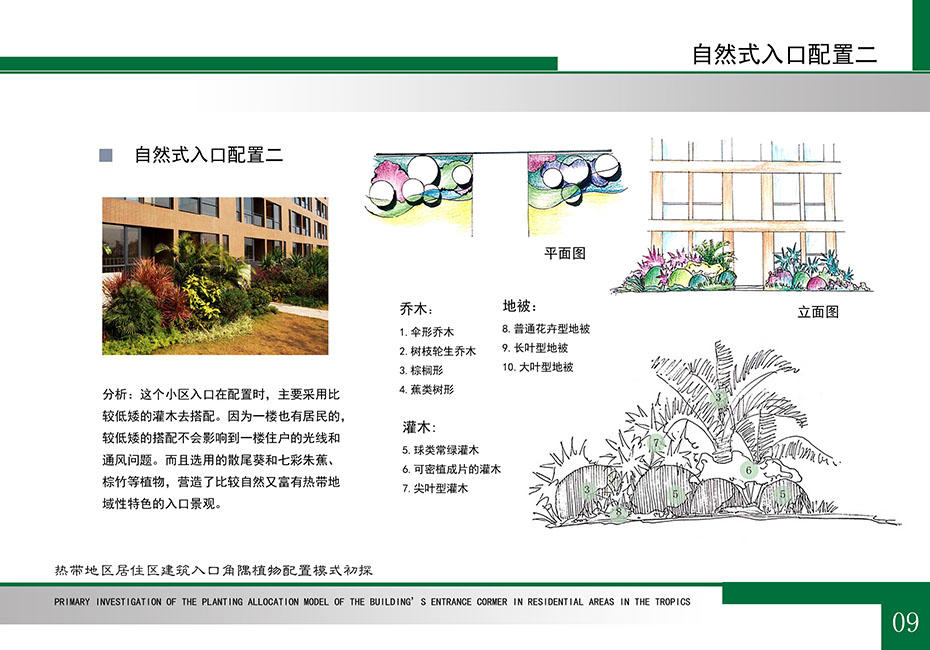 自然式入口配置二
自然式入口配置二
平面图
立面图
乔木：
1. 伞形乔木
2. 树枝轮生乔木
3. 棕榈形
4. 蕉类树形
地被：
8. 普通花卉型地被
9. 长叶型地被
10. 大叶型地被
灌木：
5. 球类常绿灌木
6. 可密植成片的灌木
7. 尖叶型灌木
分析：这个小区入口在配置时，主要采用比
较低矮的灌木去搭配。因为一楼也有居民的，
较低矮的搭配不会影响到一楼住户的光线和
通风问题。而且选用的散尾葵和七彩朱蕉、
棕竹等植物，营造了比较自然又富有热带地
域性特色的入口景观。
3
7
6
3
5
5
8
热带地区居住区建筑入口角隅植物配置模式初探
PRIMARY INVESTIGATION OF THE PLANTING ALLOCATION MODEL OF THE BUILDING'S ENTRANCE CORMER IN RESIDENTIAL AREAS IN THE TROPICS
09